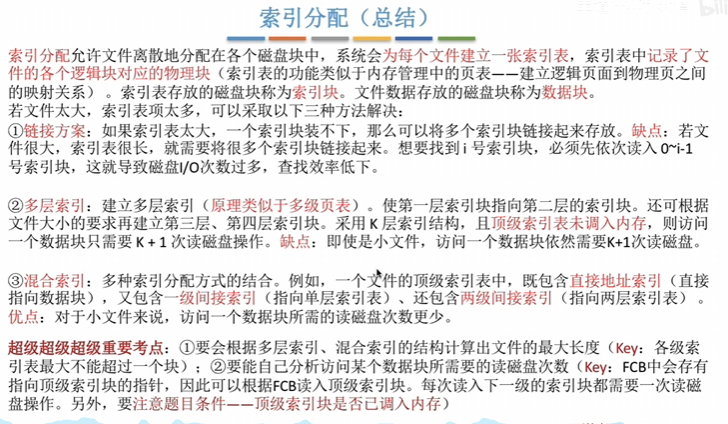 索引分配（总结）
索引分配允许文件离散地分配在各个磁盘块中，系统会为每个文件建立一张索引表，索引表中记录了文
件的各个逻辑块对应的物理块（索引表的功能类似于内存管理中的页表——建立逻辑页面到物理页之间
的映射关系）。索引表存放的磁盘块称为索引块。文件数据存放的磁盘块称为数据块。
若文件太大，索引表项太多，可以采取以下三种方法解决：
①链接方案：如果索引表太大，一个索引块装不下，那么可以将多个索引块链接起来存放。缺点：若文
件很大，索引表很长，就需要将很多个索引块链接起来。想要找到 i 号索引块，必须先依次读入 0~i-1
号索引块，这就导致磁盘I/O次数过多，查找效率低下。
②多层索引：建立多层索引（原理类似于多级页表）。使第一层索引块指向第二层的索引块。还可根据
文件大小的要求再建立第三层、第四层索引块。采用 K 层索引结构，且顶级索引表未调入内存，则访问
一个数据块只需要 K + 1 次读磁盘操作。缺点：即使是小文件，访问一个数据块依然需要K+1次读磁盘。
③混合索引：多种索引分配方式的结合。例如，一个文件的顶级索引表中，既包含直接地址索引（直接
指向数据块），又包含一级间接索引（指向单层索引表）、还包含两级间接索引（指向两层索引表）。
优点：对于小文件来说，访问一个数据块所需的读磁盘次数更少。
超级超级超级重要考点：①要会根据多层索引、混合索引的结构计算出文件的最大长度（Key：各级索
引表最大不能超过一个块）；②要能自己分析访问某个数据块所需要的读磁盘次数（Key：FCB中会存有
指向顶级索引块的指针，因此可以根据FCB读入顶级索引块。每次读入下一级的索引块都需要一次读磁
盘操作。另外，要注意题目条件——顶级索引块是否已调入内存）